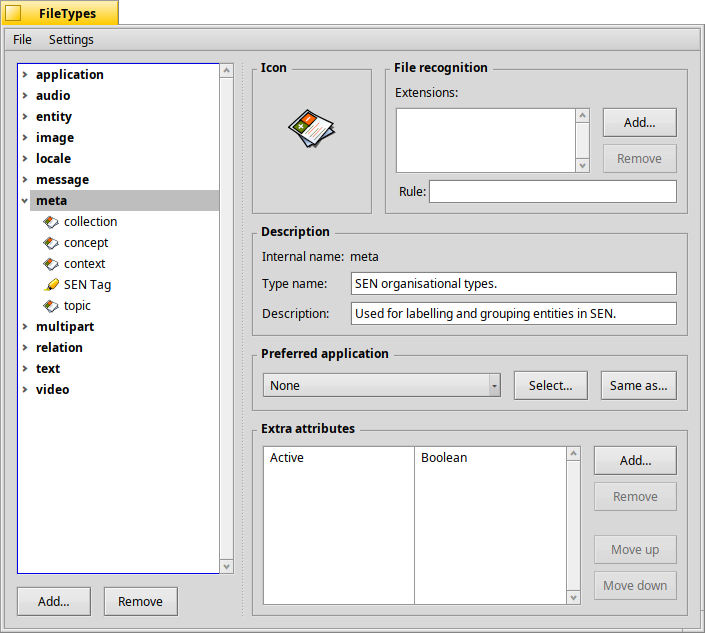 FileTypes
File Settings
application
audio
entity
image
locale
message
meta
collection
concept
context
SEN Tag
topic
multipart
relation
text
video
Add...
Remove
Icon
File recognition
Extensions:
Add...
Remove
Rule:
Description
Internal name: meta
Type name: SEN organisational types.
Description: Used for labelling and grouping entities in SEN.
Preferred application
None
Select...
Same as...
Extra attributes
Active Boolean
Add...
Remove
Move up
Move down